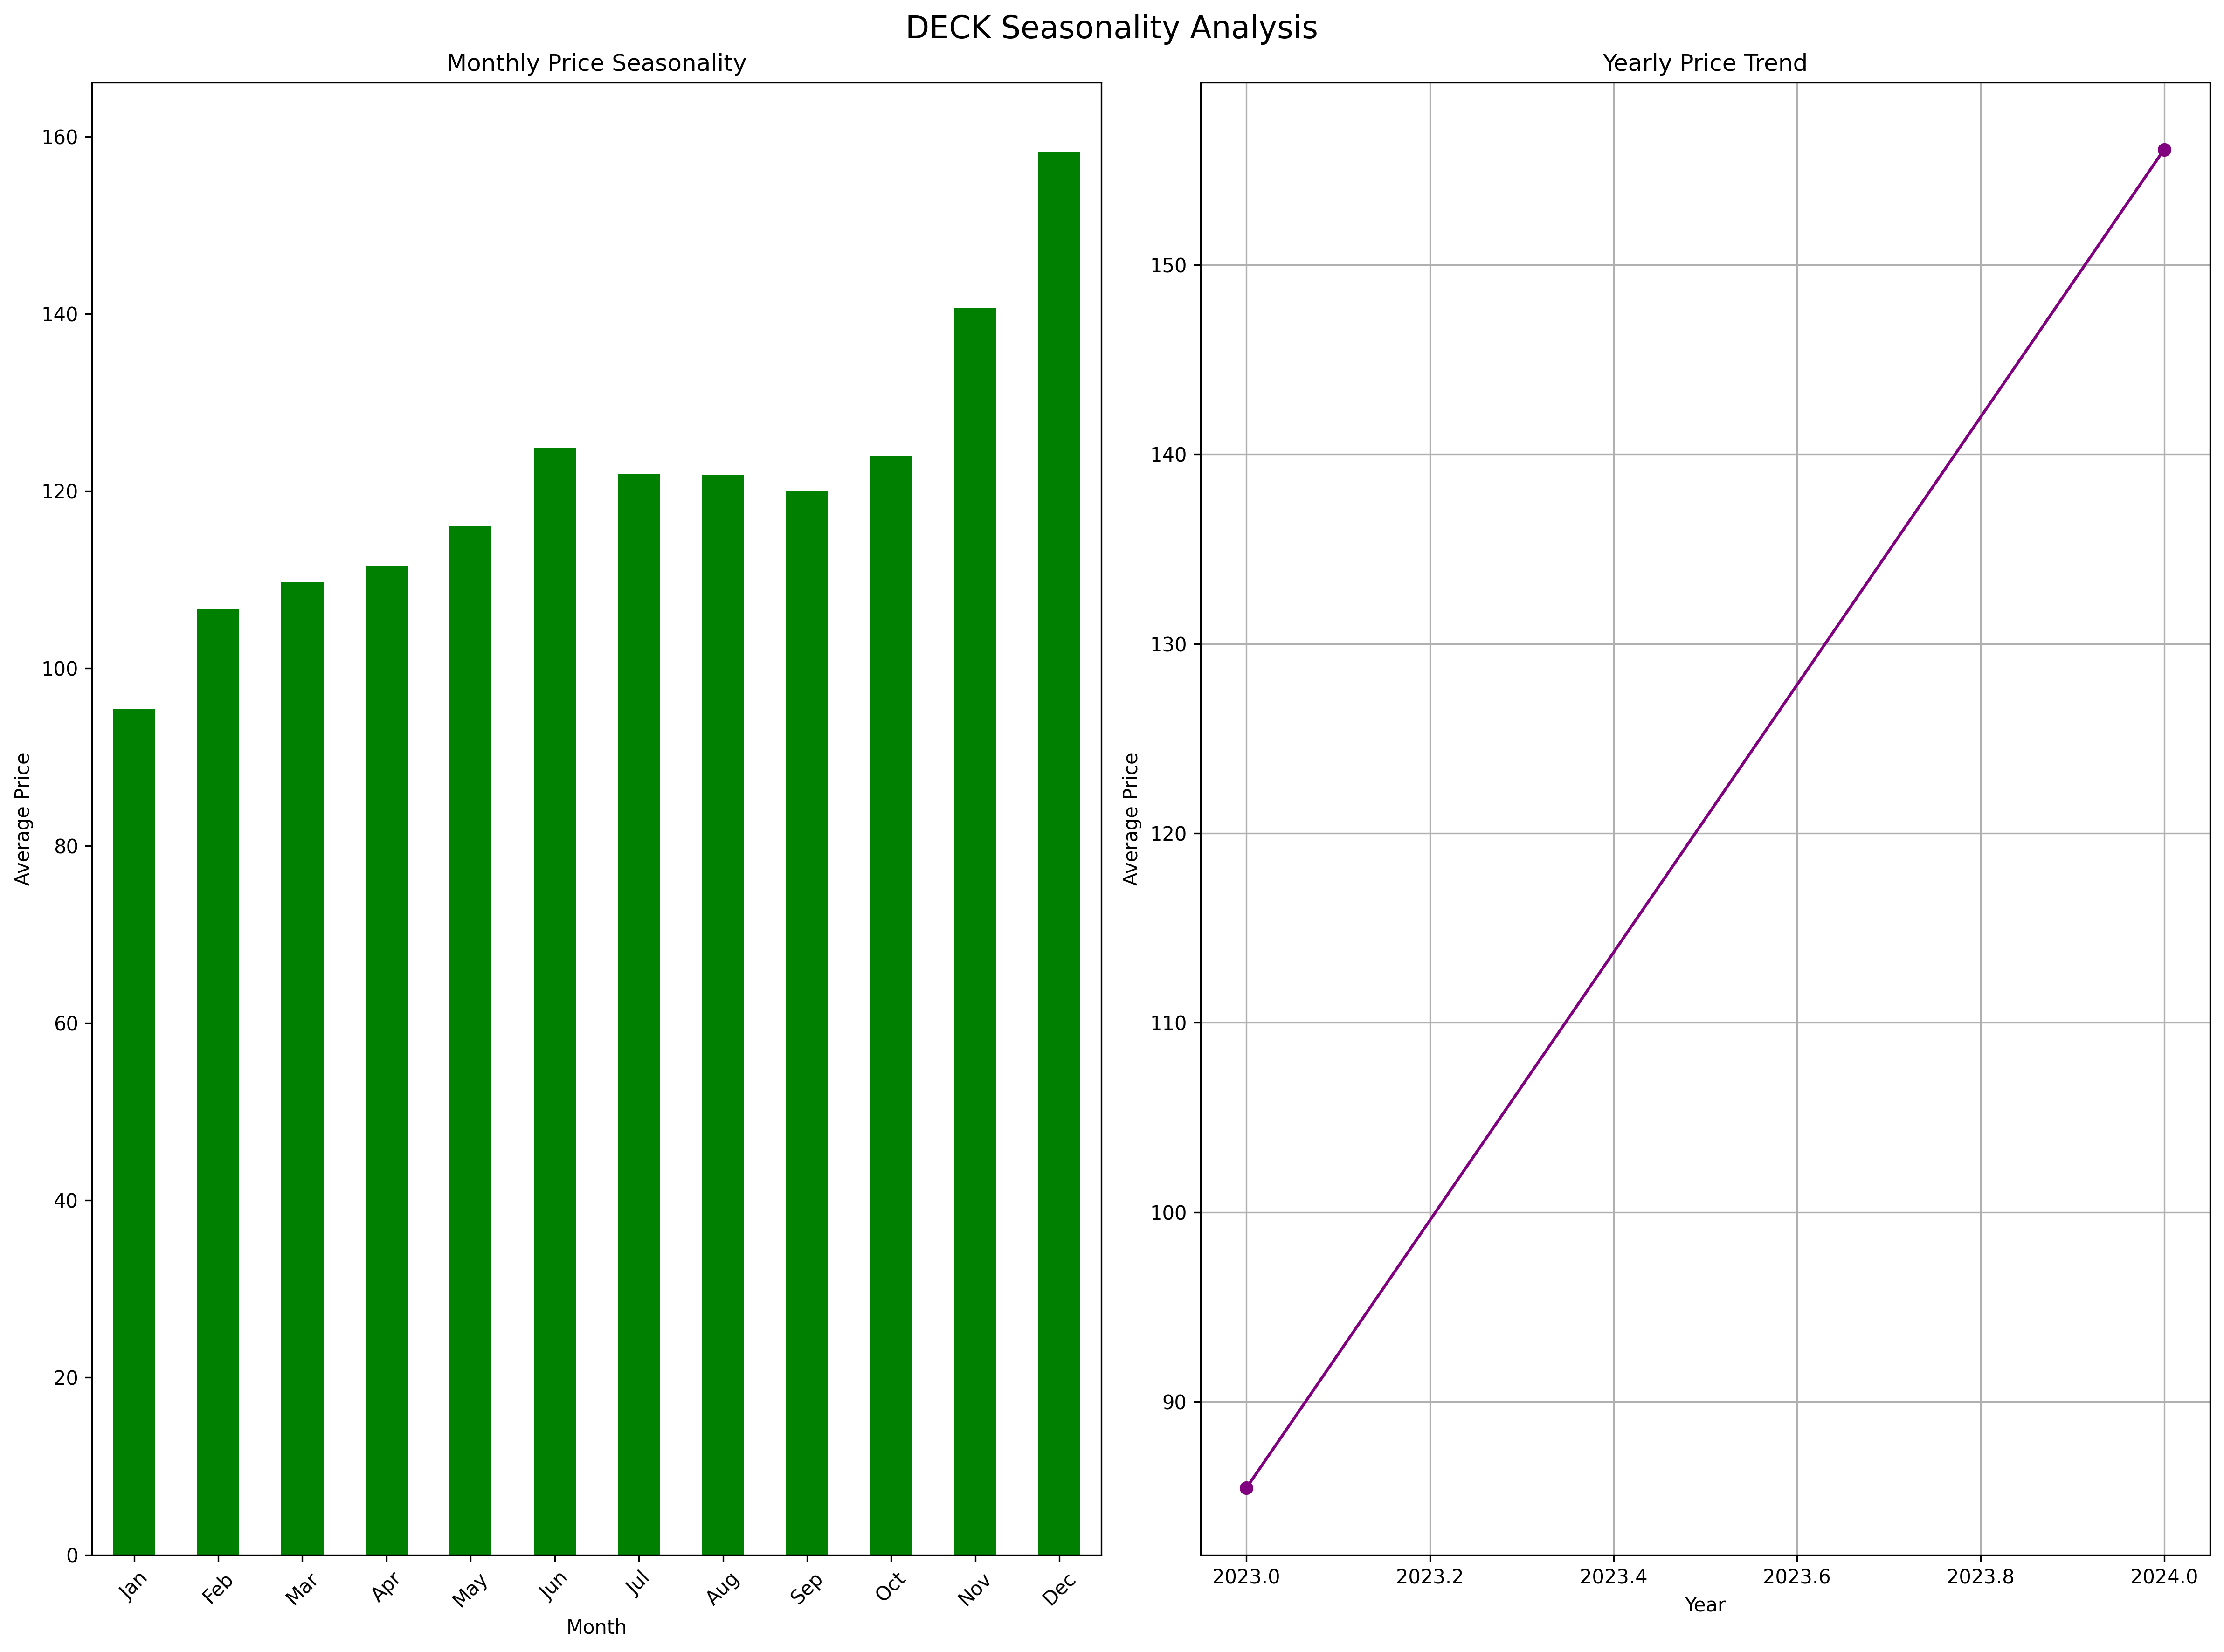 DECK Seasonality Analysis
Monthly Price Seasonality
Average Price
160
140
120
100
80
60
40
20
0
Jan
Feb
Mar
Apr
May
Jun
Jul
Aug
Sep
Oct
Nov
Dec
Month
Yearly Price Trend
Average Price
150
140
130
120
110
100
90
2023.0
2023.2
2023.4
2023.6
2023.8
2024.0
Year